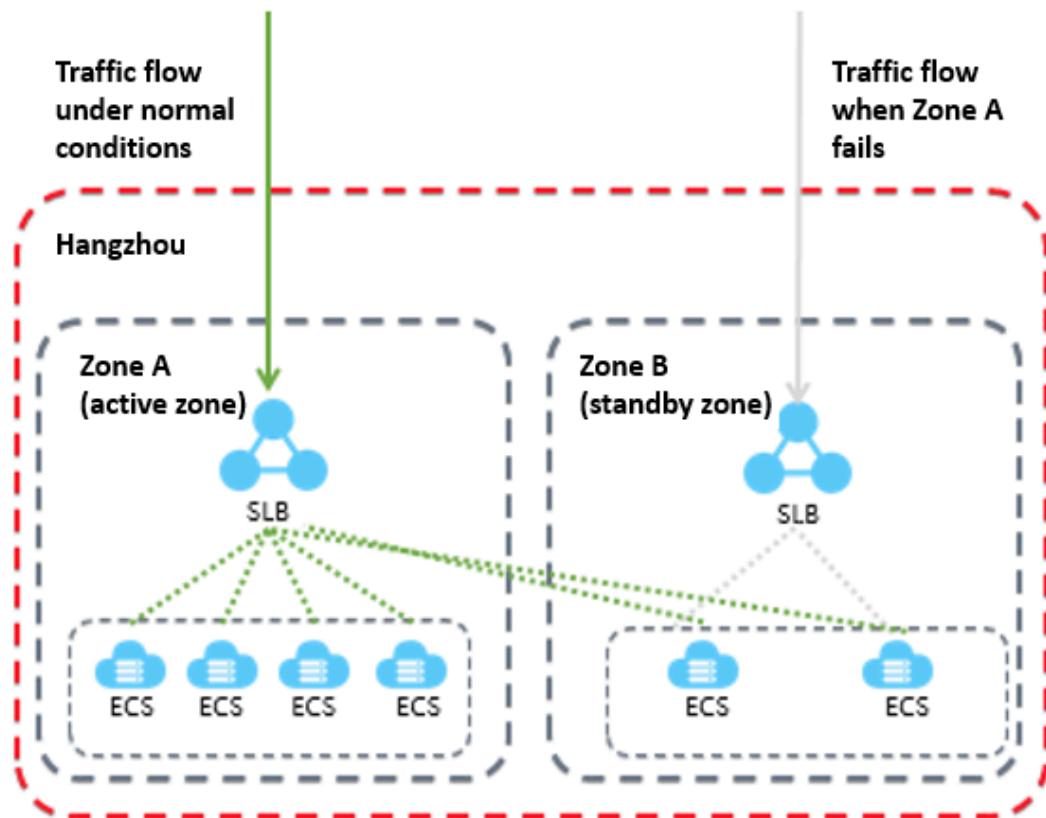 Traffic flow
under normal
conditions
Traffic flow
when Zone A
fails
Hangzhou
Zone A
(active zone)
Zone B
(standby zone)
SLB
SLB
ECS
ECS
ECS
ECS
ECS
ECS